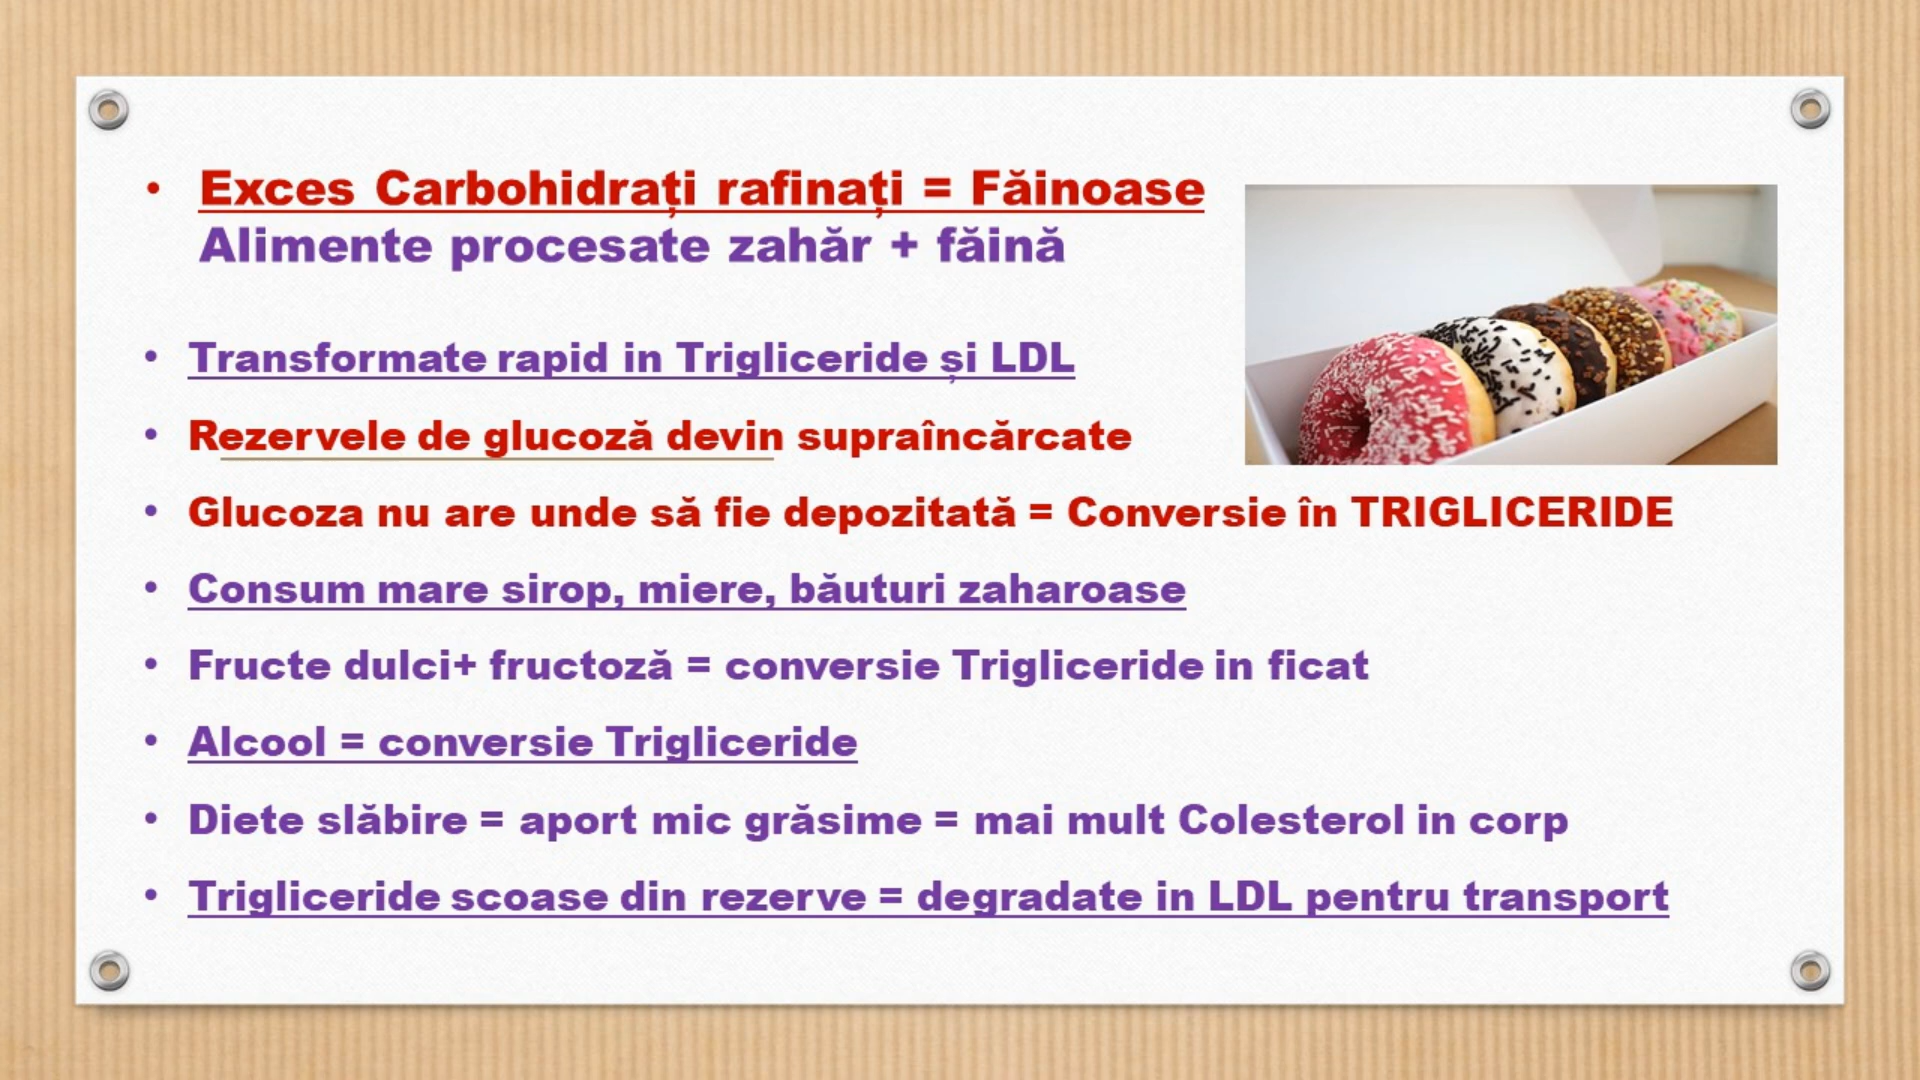 Exces Carbohidrați rafinați = Făinoase
Alimente procesate zahăr + făină
Transformate rapid in Trigliceride și LDL
Rezervele de glucoză devin supraîncărcate
Glucoza nu are unde să fie depozitată = Conversie în TRIGLICERIDE
Consum mare sirop, miere, băuturi zaharoase
Fructe dulci+ fructoză = conversie Trigliceride in ficat
Alcool = conversie Trigliceride
Diete slăbire = aport mic grăsime = mai mult Colesterol in corp
Trigliceride scoase din rezerve = degradate in LDL pentru transport